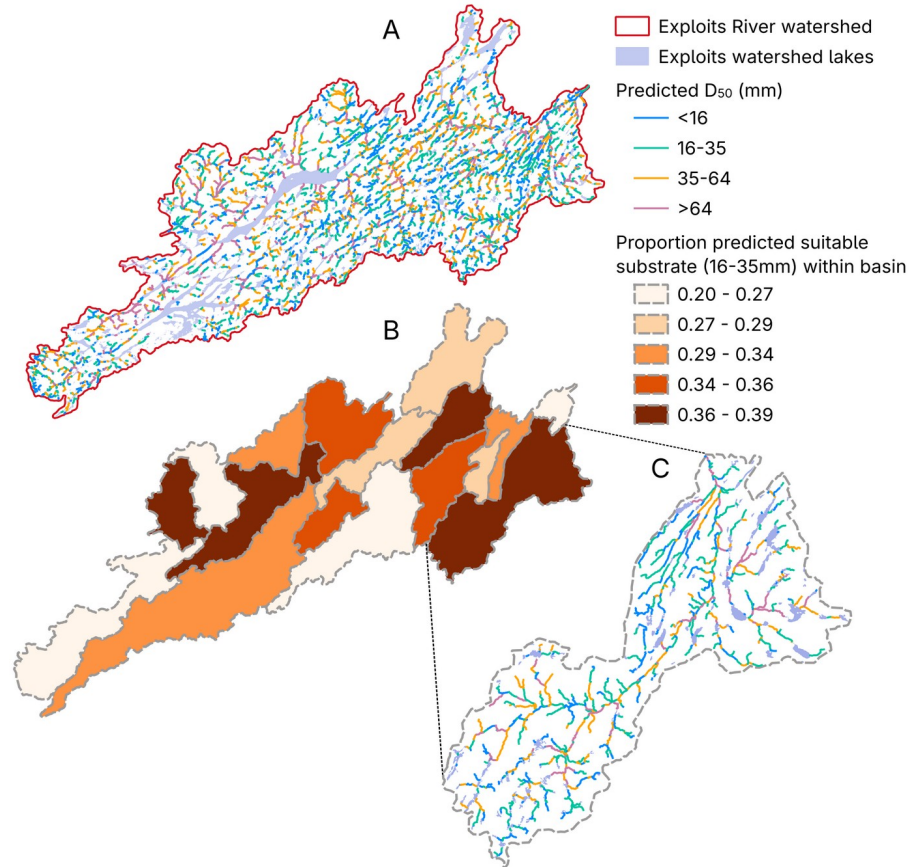 A
Exploits River watershed
Exploits watershed lakes
Predicted D₅₀ (mm)
<16
16-35
35-64
>64
Proportion predicted suitable
substrate (16-35mm) within basin
0.20 - 0.27
0.27 - 0.29
0.29 - 0.34
0.34 - 0.36
0.36 - 0.39
B
C